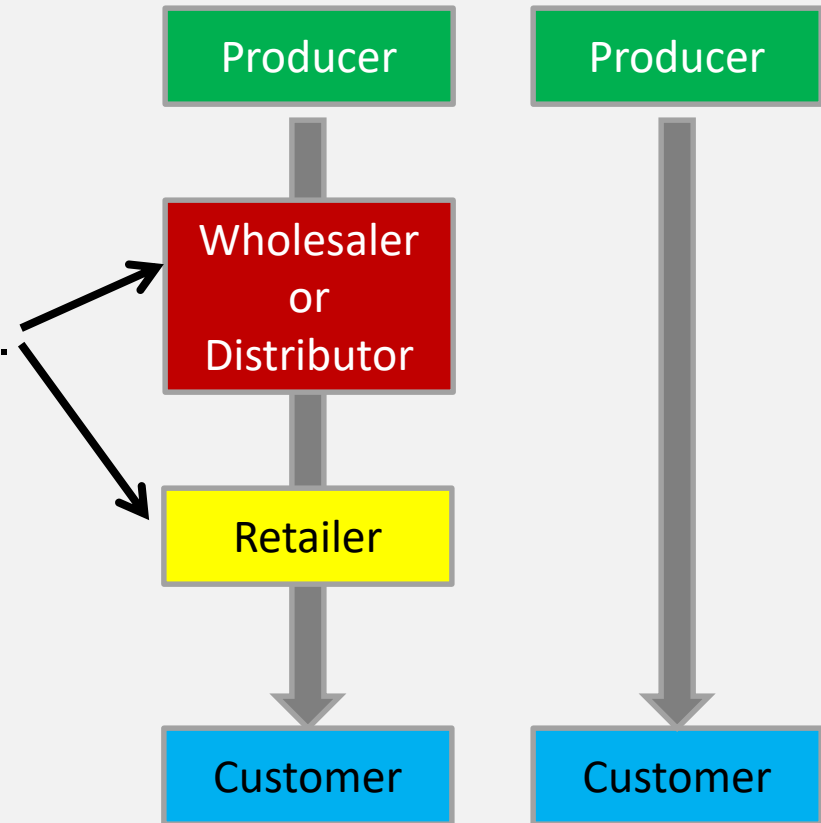 Producer
Producer
Wholesaler
or
Distributor
.
Retailer
Customer
Customer